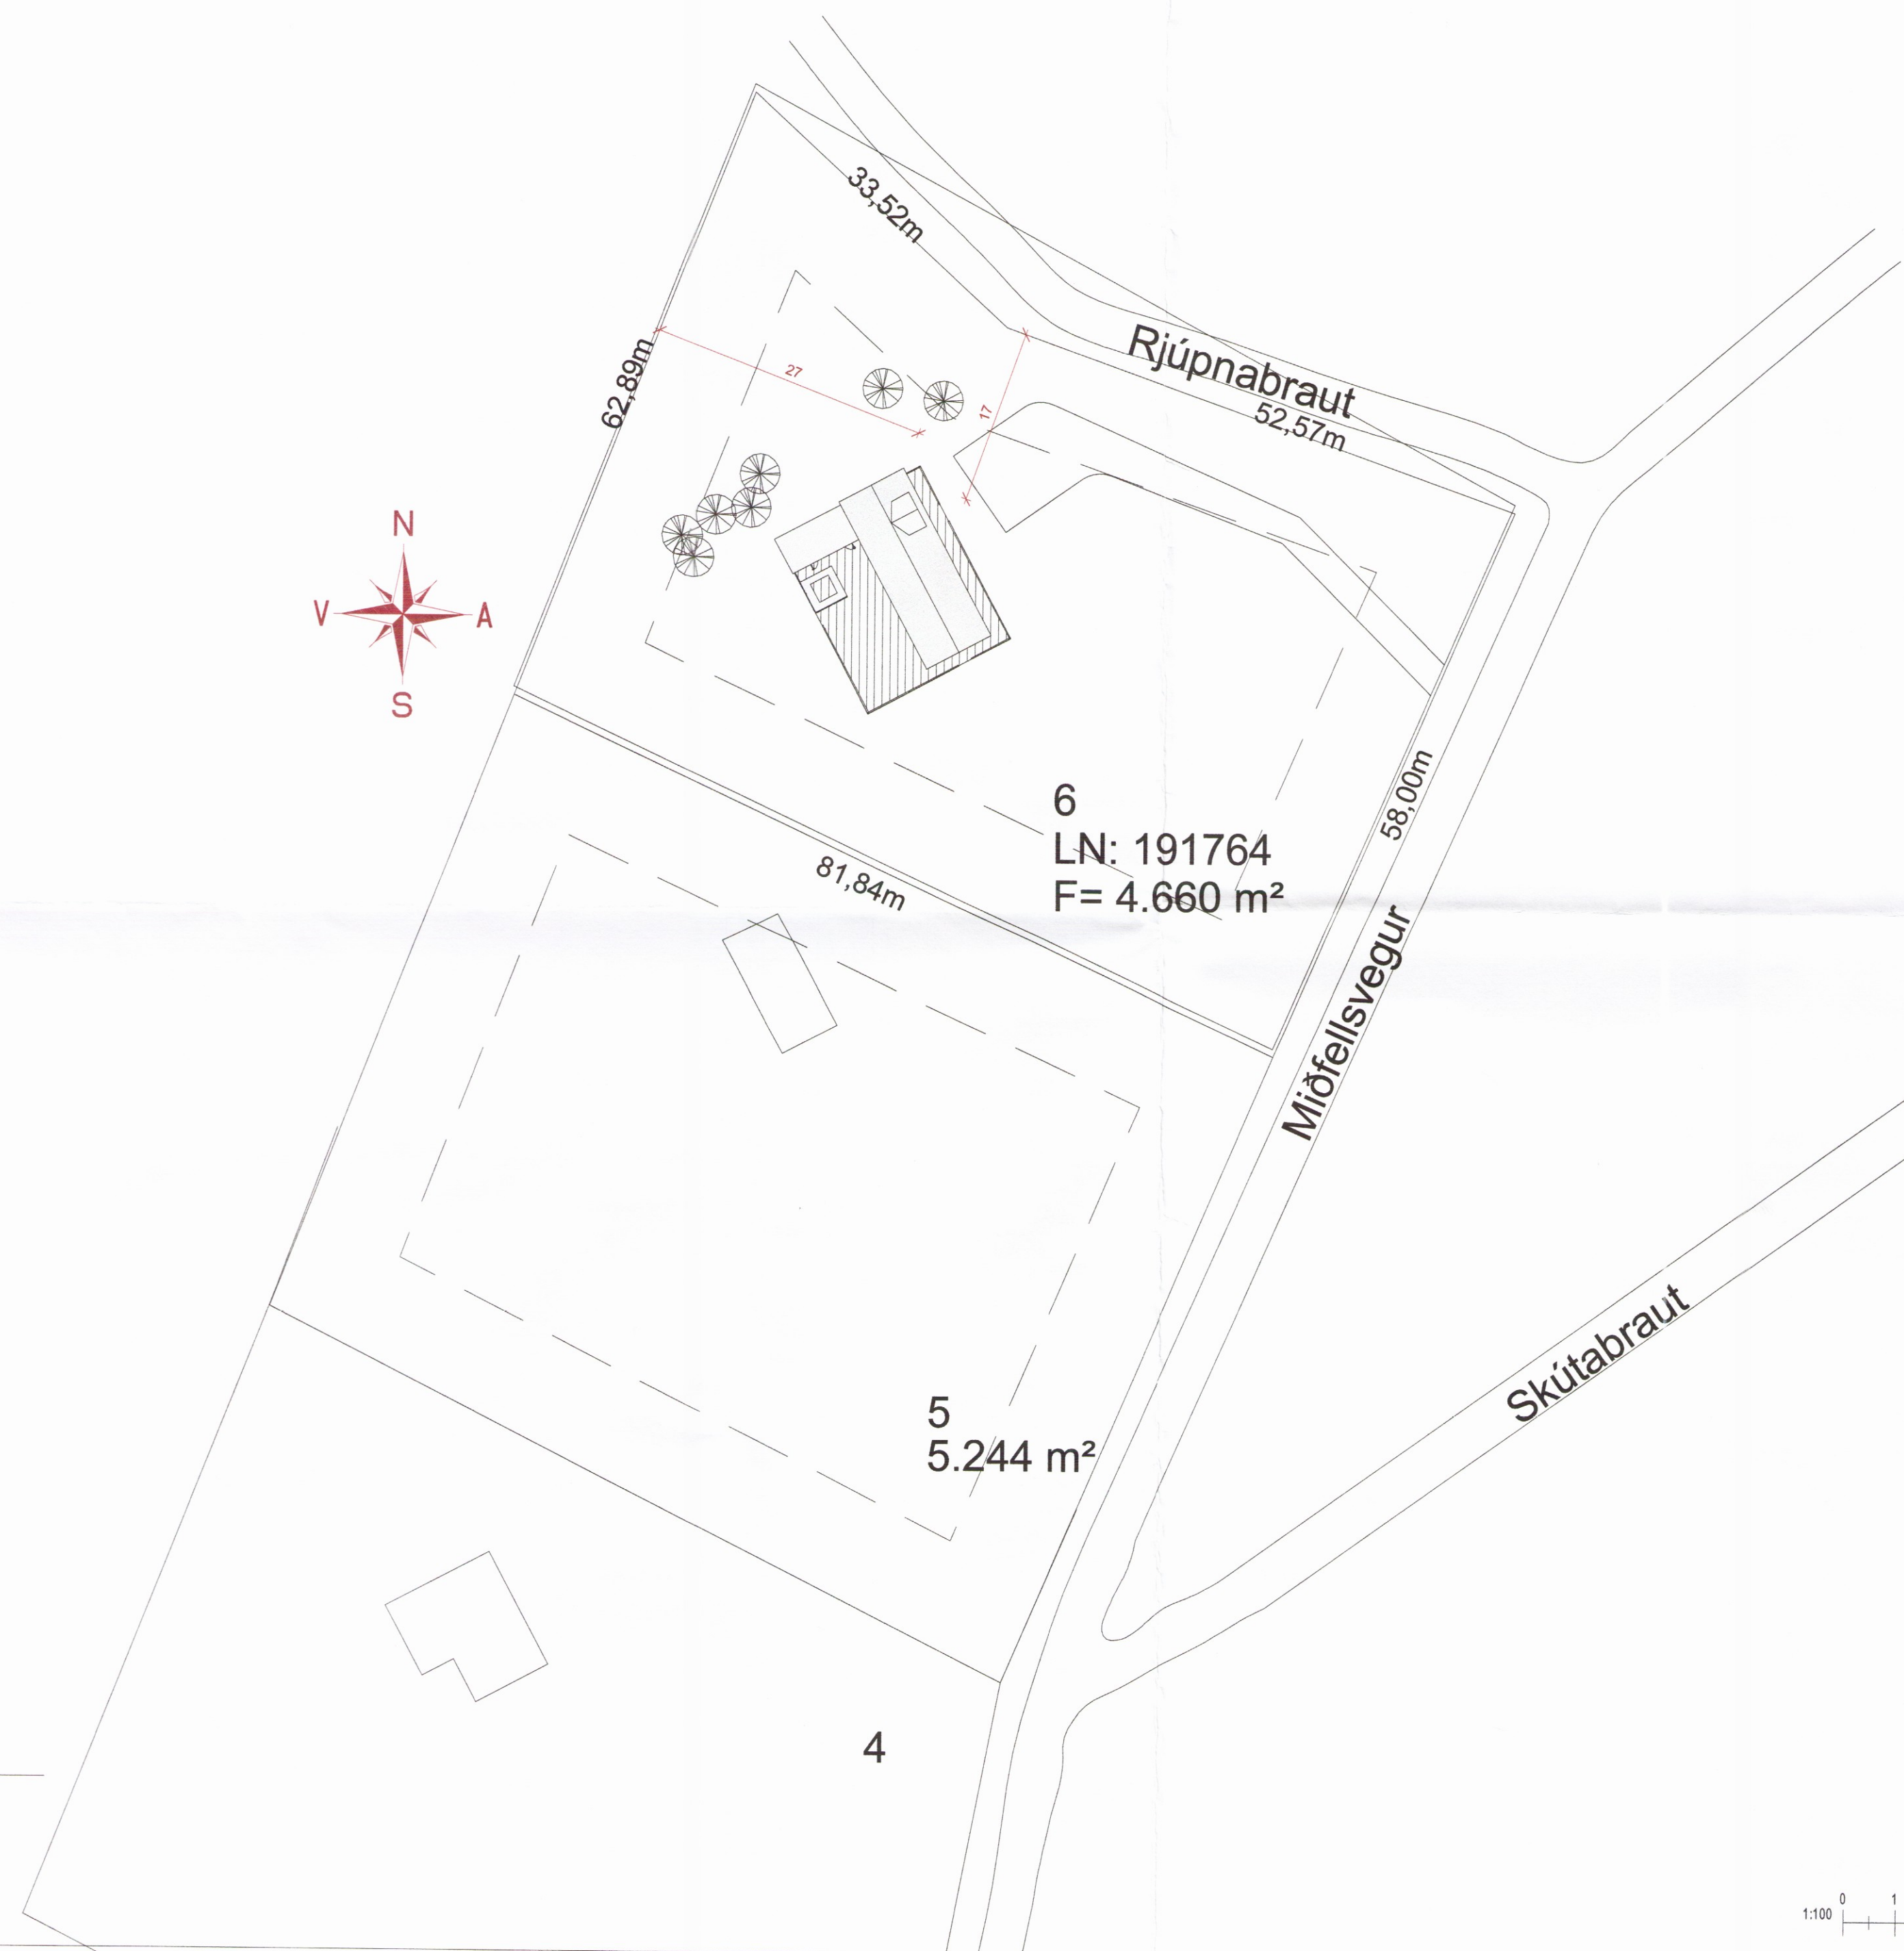 33,52m
Rjúpnabraut
52,57m
62,89m
27
17
N
V
A
S
58,00m
6
LN: 191764
F= 4.660 m²
81,84m
Miðfellsvegur
Skútabraut
5
5.244 m²
4
0 1
1:100